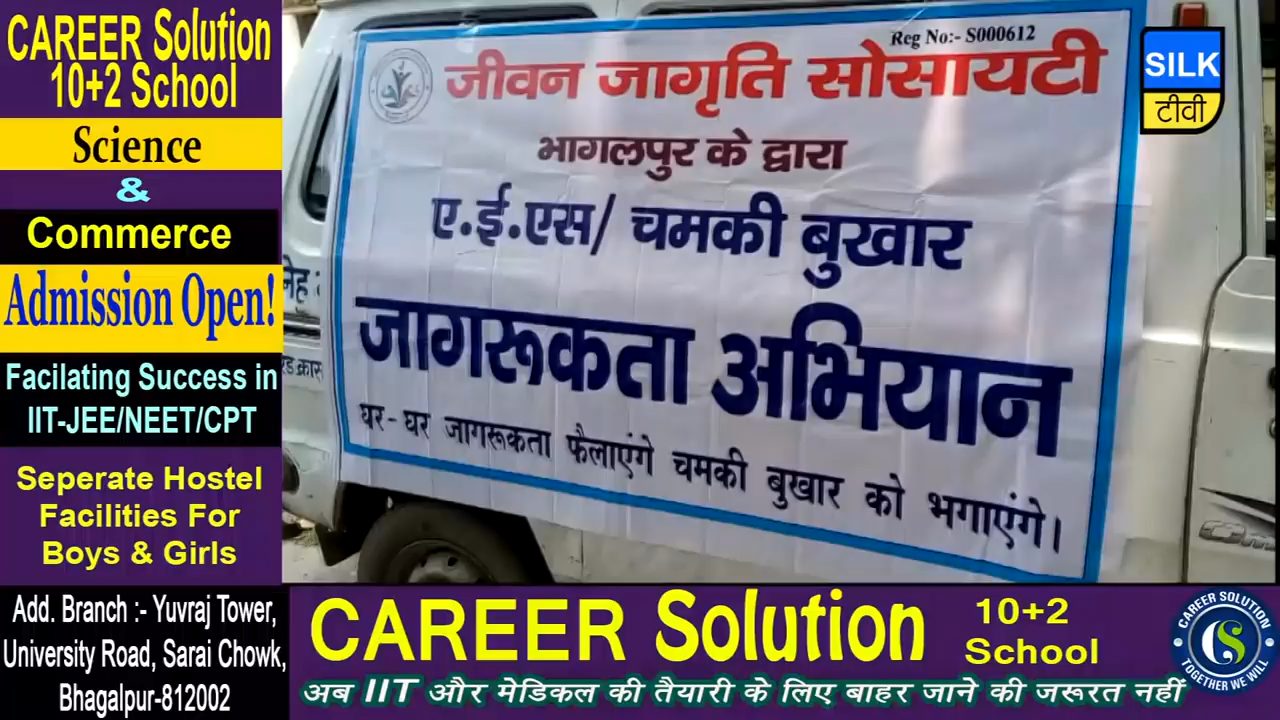 CAREER Solution
10+2 School
Science
&
Commerce
Admission Open!
Facilating Success in
IIT-JEE/NEET/CPT
Seperate Hostel
Facilities For
Boys & Girls
Add. Branch :- Yuvraj Tower,
University Road, Sarai Chowk,
Bhagalpur-812002
Reg No:- S000612
जीवन जागृति सोसायटी
भागलपुर के द्वारा
ए.ई.एस/ चमकी बुखार
जागरूकता अभियान
घर-घर जागरूकता फैलाएंगे चमकी बुखार को भगाएंगे।
SILK
टीवी
CAREER Solution
10+2
School
अब IIT और मेडिकल की तैयारी के लिए बाहर जाने की जरूरत नहीं
CAREER SOLUTION
CS
TOGETHER WE WILL